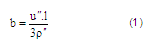 b = u″.l / 3ρ″ (1)